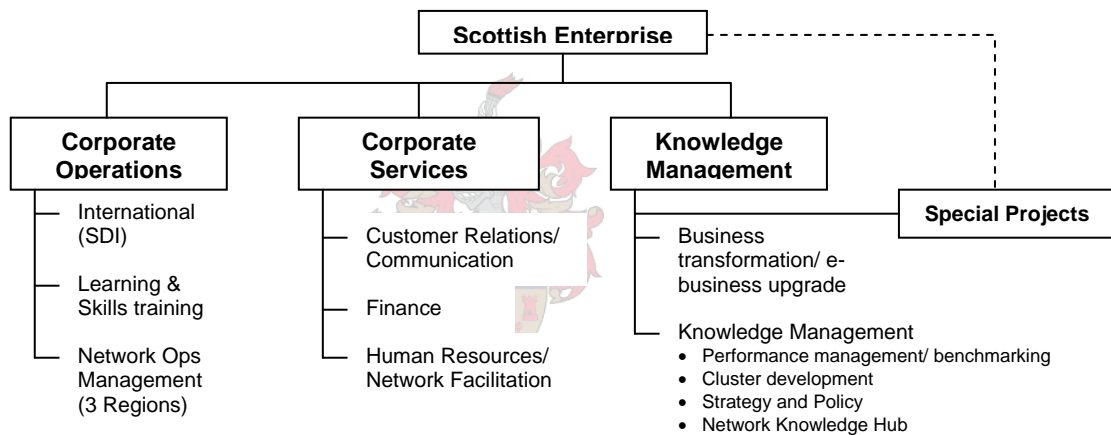 Scottish Enterprise
Corporate
Operations
International
(SDI)
Learning &
Skills training
Network Ops
Management
(3 Regions)
Corporate
Services
Customer Relations/
Communication
Finance
Human Resources/
Network Facilitation
Knowledge
Management
Special Projects
Business
transformation/ e-
business upgrade
Knowledge Management
• Performance management/ benchmarking
• Cluster development
• Strategy and Policy
• Network Knowledge Hub